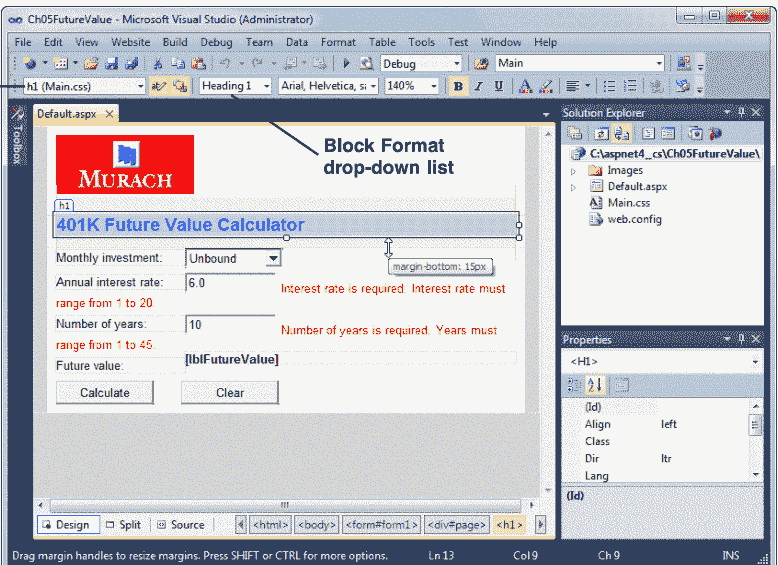 Ch05FutureValue - Microsoft Visual Studio (Administrator)
File Edit View Website Build Debug Team Data Format Table Tools Test Window Help
Debug Main
h1 (Main.css) Heading 1 Arial, Helvetica, s 140% B I U A
Default.aspx
Solution Explorer
Toolbox
Block Format
drop-down list
MURACH
C:\aspnet4_cs\Ch05FutureValue\
Images
Default.aspx
Main.css
web.config
h1
401K Future Value Calculator
margin-bottom: 15px
Monthly investment: Unbound
Annual interest rate: 6.0 Interest rate is required. Interest rate must
range from 1 to 20.
Number of years: 10 Number of years is required. Years must
range from 1 to 45.
Future value: [lblFutureValue]
Calculate Clear
Properties
<H1>
(Id)
Align left
Class
Dir ltr
Lang
(Id)
Design Split Source <html> <body> <form#form1> <div#page> <h1>
Drag margin handles to resize margins. Press SHIFT or CTRL for more options. Ln 13 Col 9 Ch 9 INS